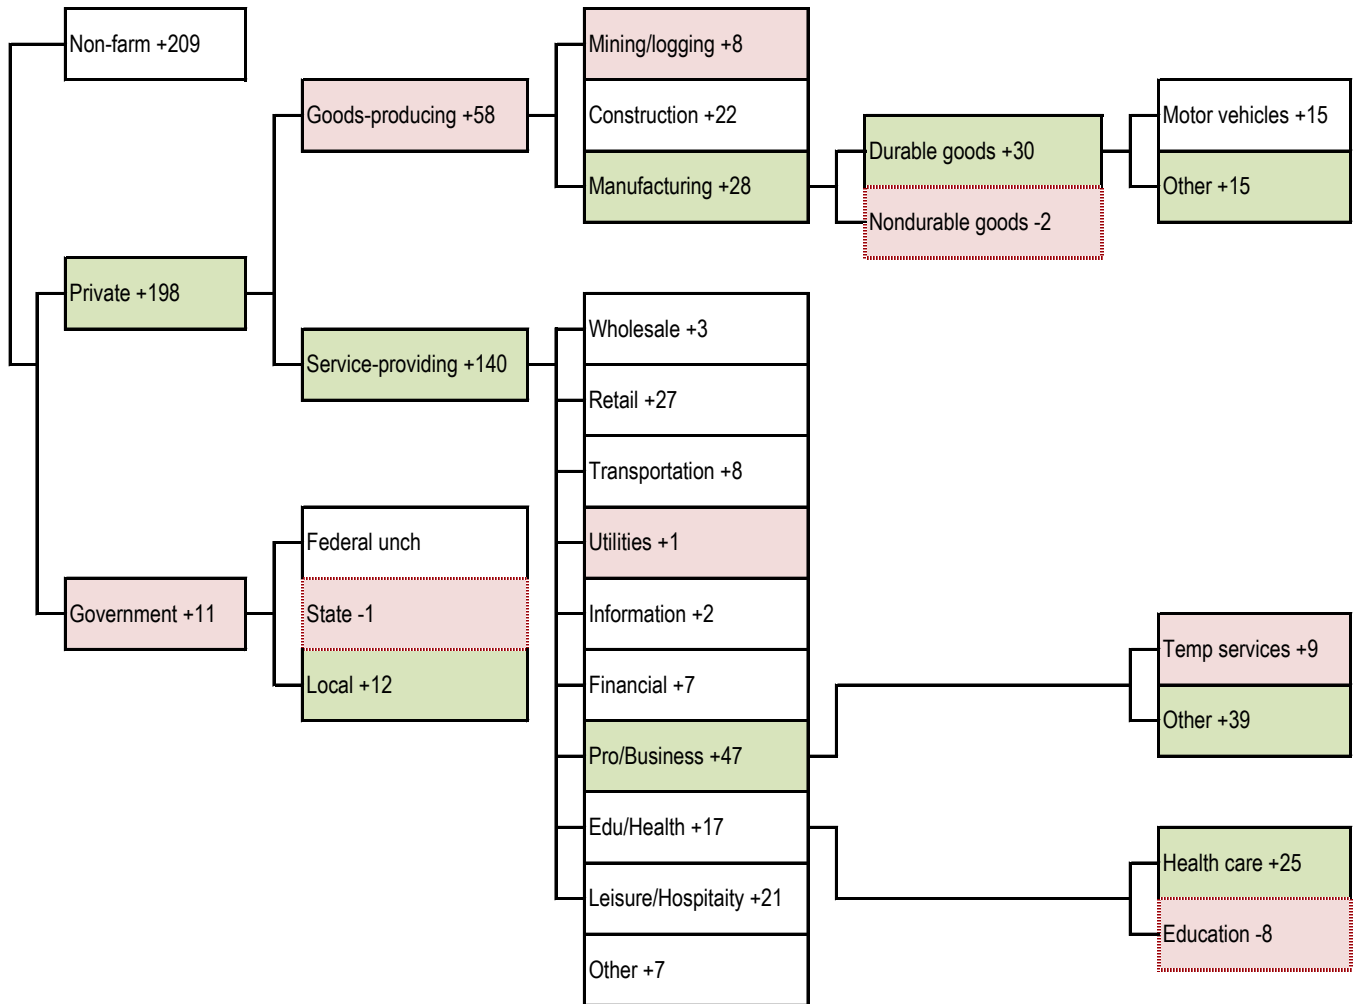 Non-farm +209
Private +198
Government +11
Goods-producing +58
Service-providing +140
Federal unch
State -1
Local +12
Mining/logging +8
Construction +22
Manufacturing +28
Wholesale +3
Retail +27
Transportation +8
Utilities +1
Information +2
Financial +7
Pro/Business +47
Edu/Health +17
Leisure/Hospitaity +21
Other +7
Durable goods +30
Nondurable goods -2
Motor vehicles +15
Other +15
Temp services +9
Other +39
Health care +25
Education -8